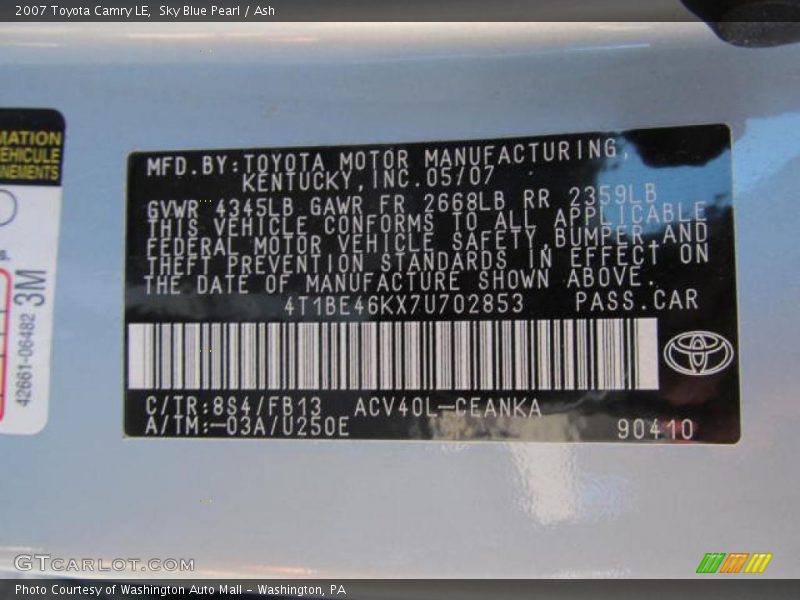 2007 Toyota Camry LE, Sky Blue Pearl / Ash
MATION
VEHICULE
NEMENTS
MFD.BY:TOYOTA MOTOR MANUFACTURING,
KENTUCKY,INC.05/07
GVWR 4345LB GAWR FR 2668LB RR 2359LB
THIS VEHICLE CONFORMS TO ALL APPLICABLE
FEDERAL MOTOR VEHICLE SAFETY,BUMPER,AND
THEFT PREVENTION STANDARDS IN EFFECT ON
THE DATE OF MANUFACTURE SHOWN ABOVE.
4T1BE46KX7U702853 PASS.CAR
C/TR:8S4/FB13 ACV40L-CEANKA
A/TM:-03A/U250E 90410
42661-06482 3M
GTCARLOT.COM
Photo Courtesy of Washington Auto Mall - Washington, PA